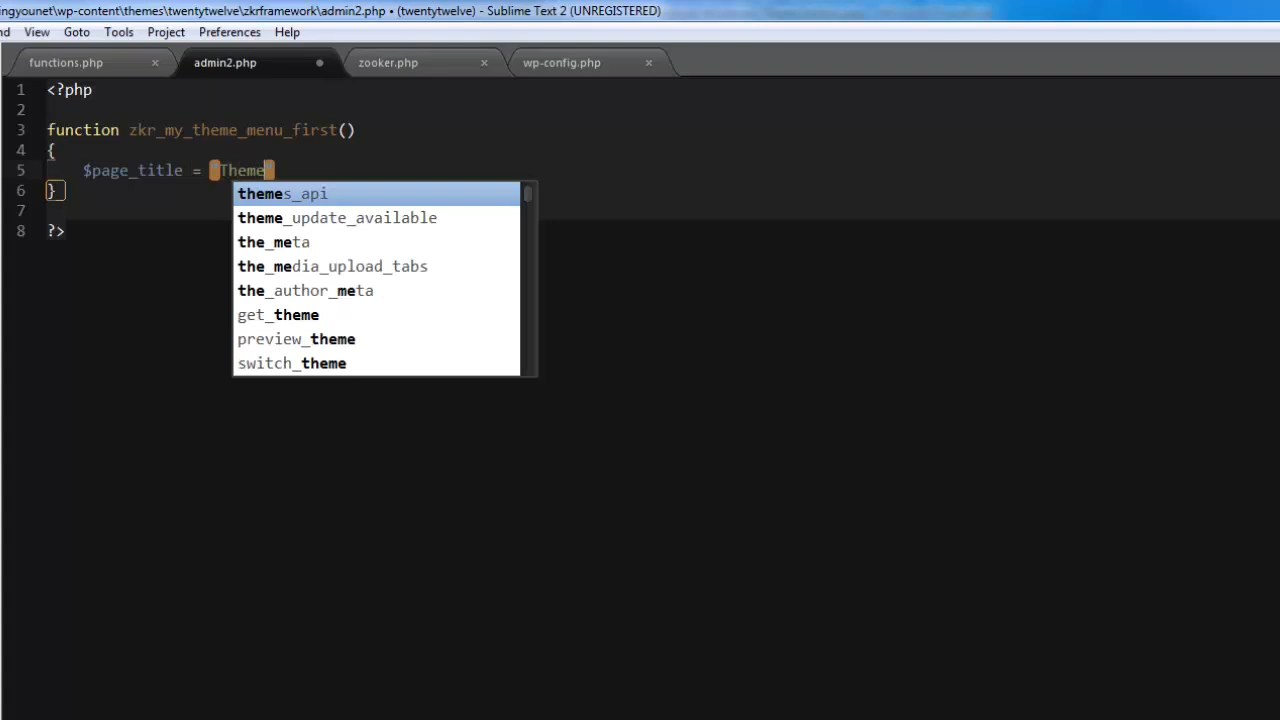 ingyounet\wp-content\themes\twentytwelve\zkrframework\admin2.php • (twentytwelve) - Sublime Text 2 (UNREGISTERED)
nd View Goto Tools Project Preferences Help
functions.php × admin2.php zooker.php × wp-config.php ×
1 <?php
2
3 function zkr_my_theme_menu_first()
4 {
5 $page_title = "Theme"
6 }
7
8 ?>
themes_api
theme_update_available
the_meta
the_media_upload_tabs
the_author_meta
get_theme
preview_theme
switch_theme